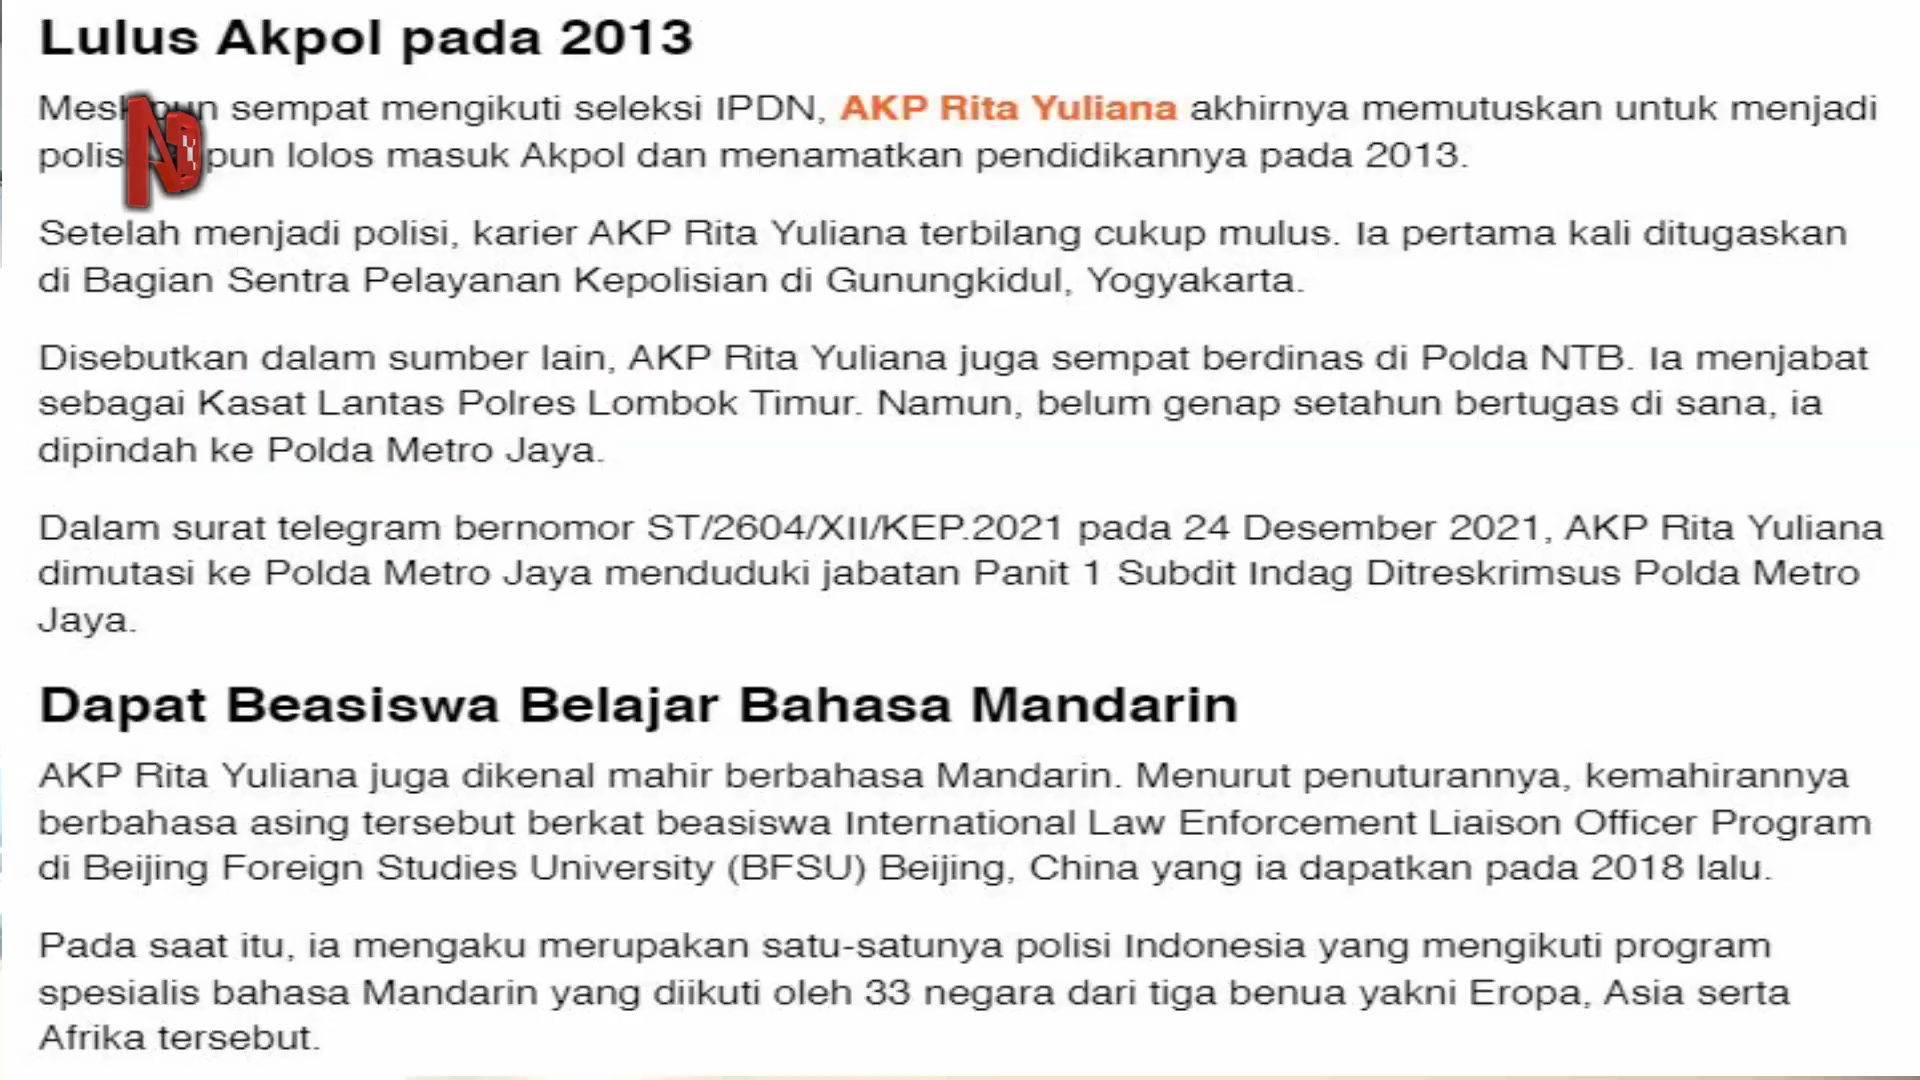 Lulus Akpol pada 2013
sempat mengikuti seleksi IPDN, AKP Rita Yuliana akhirnya memutuskan untuk menjadi
pun lolos masuk Akpol dan menamatkan pendidikannya pada 2013.
Setelah menjadi polisi, karier AKP Rita Yuliana terbilang cukup mulus. Ia pertama kali ditugaskan
di Bagian Sentra Pelayanan Kepolisian di Gunungkidul, Yogyakarta.
Disebutkan dalam sumber lain, AKP Rita Yuliana juga sempat berdinas di Polda NTB. Ia menjabat
sebagai Kasat Lantas Polres Lombok Timur. Namun, belum genap setahun bertugas di sana, ia
dipindah ke Polda Metro Jaya.
Dalam surat telegram bernomor ST/2604/XII/KEP.2021 pada 24 Desember 2021, AKP Rita Yuliana
dimutasi ke Polda Metro Jaya menduduki jabatan Panit 1 Subdit Indag Ditreskrimsus Polda Metro
Jaya.
Dapat Beasiswa Belajar Bahasa Mandarin
AKP Rita Yuliana juga dikenal mahir berbahasa Mandarin. Menurut penuturannya, kemahirannya
berbahasa asing tersebut berkat beasiswa International Law Enforcement Liaison Officer Program
di Beijing Foreign Studies University (BFSU) Beijing, China yang ia dapatkan pada 2018 lalu.
Pada saat itu, ia mengaku merupakan satu-satunya polisi Indonesia yang mengikuti program
spesialis bahasa Mandarin yang diikuti oleh 33 negara dari tiga benua yakni Eropa, Asia serta
Afrika tersebut.